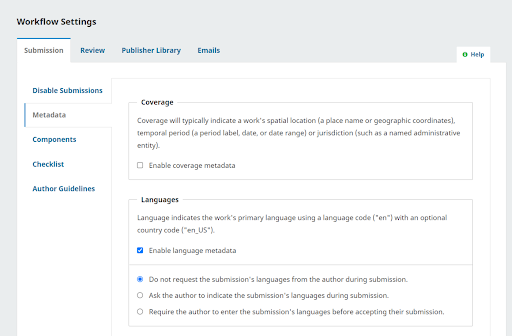 Workflow Settings
Submission
Review
Publisher Library
Emails
Help
Disable Submissions
Metadata
Components
Checklist
Author Guidelines
Coverage
Coverage will typically indicate a work's spatial location (a place name or geographic coordinates),
temporal period (a period label, date, or date range) or jurisdiction (such as a named administrative
entity).
Enable coverage metadata
Languages
Language indicates the work's primary language using a language code ("en") with an optional
country code ("en_US").
Enable language metadata
Do not request the submission's languages from the author during submission.
Ask the author to indicate the submission's languages during submission.
Require the author to enter the submission's languages before accepting their submission.